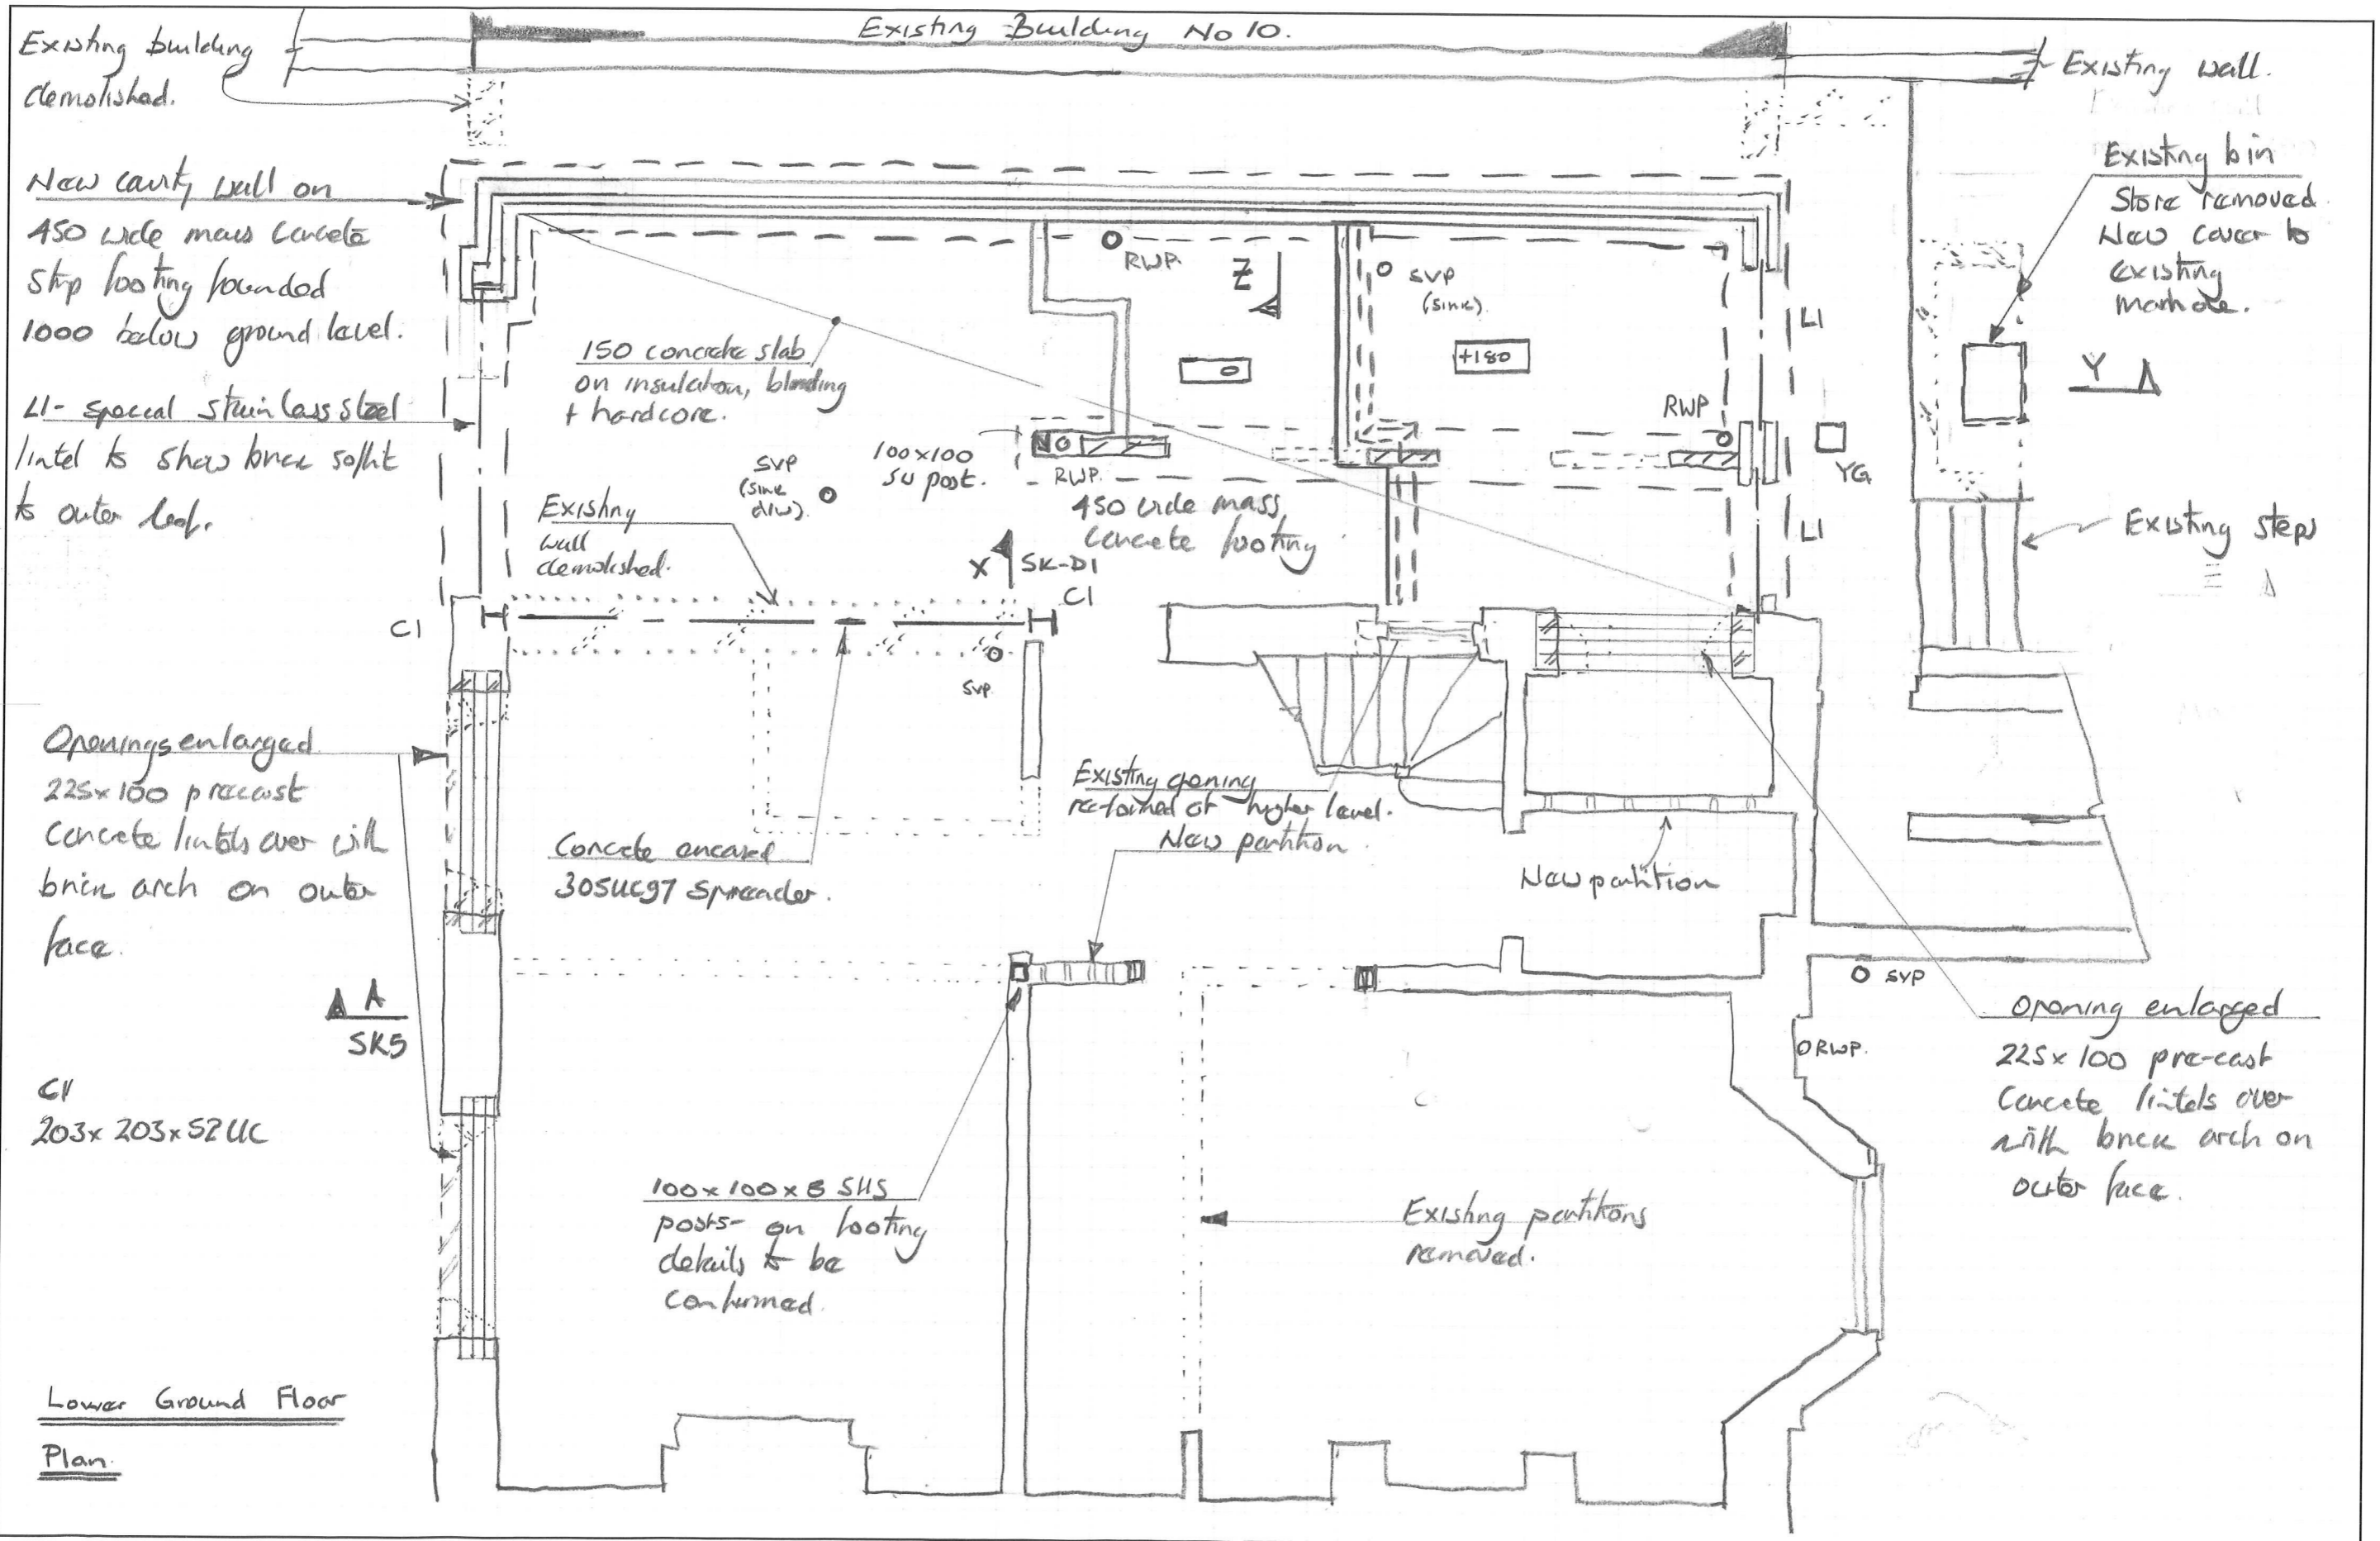 Existing Building No 10.
Existing building
demolished.
Existing wall.
New cavity wall on
450 wide mass concrete
strip footing founded
1000 below ground level.
L1- special stainless steel
lintel to show brick soffit
to outer leaf.
Existing bin
store removed
New cover to
existing
manhole.
RWP
Z
SVP
(sink).
150 concrete slab
on insulation, blinding
+ hardcore.
+180
L1
Y
RWP
YG
100x100
SW post.
RWP.
SVP
(sink
d/w).
450 wide mass
concrete footing
Existing
wall
demolished.
X
SK-D1
L1
Existing steps
C1
C1
SVP
Openings enlarged
225x100 precast
concrete lintels over with
brick arch on outer
face.
Concrete encased
305UC97 Spreader.
Existing opening
re-formed at higher level.
New partition.
New partition
A
SK5
C1
203x203x52UC
SVP
RWP.
Opening enlarged
225x100 pre-cast
concrete lintels over
with brick arch on
outer face.
100x100x8 SHS
posts- on footing
details to be
confirmed.
Existing partitions
removed.
Lower Ground Floor
Plan.